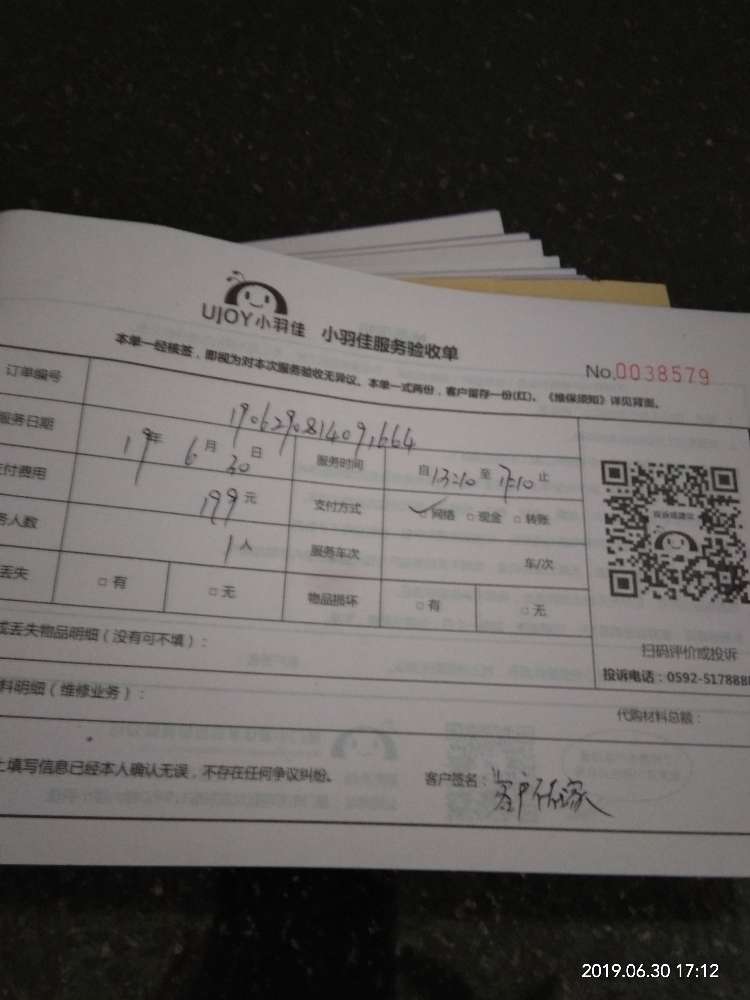 UJOY小羽佳 小羽佳服务验收单
No.0038579
本单一经核签，即视为对本次服务验收无异议。本单一式两份，客户留存一份(红)。《维保须知》详见背面。
订单编号 1906290814091664
服务日期 19年 6月 30日 服务时间 自13:10至17:10止
付费用 199元 支付方式 ✓网络 □现金 □转账
务人数 1人 服务车次 车/次
丢失 □有 □无 物品损坏 □有 □无
扫码评价或投诉
投诉电话：0592-5178888
或丢失物品明细（没有可不填）：
料明细（维修业务）：
代购材料总额：
上填写信息已经本人确认无误，不存在任何争议纠纷。 客户签名：客户在家
2019.06.30 17:12